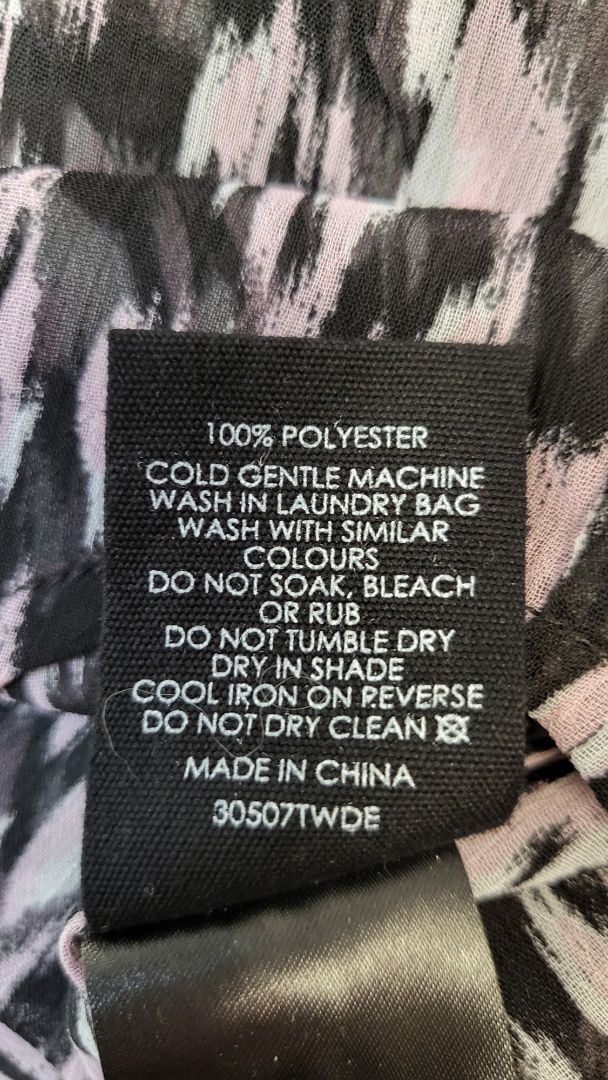 100% POLYESTER
COLD GENTLE MACHINE
WASH IN LAUNDRY BAG
WASH WITH SIMILAR
COLOURS
DO NOT SOAK, BLEACH
OR RUB
DO NOT TUMBLE DRY
DRY IN SHADE
COOL IRON ON REVERSE
DO NOT DRY CLEAN
MADE IN CHINA
30507TWDE